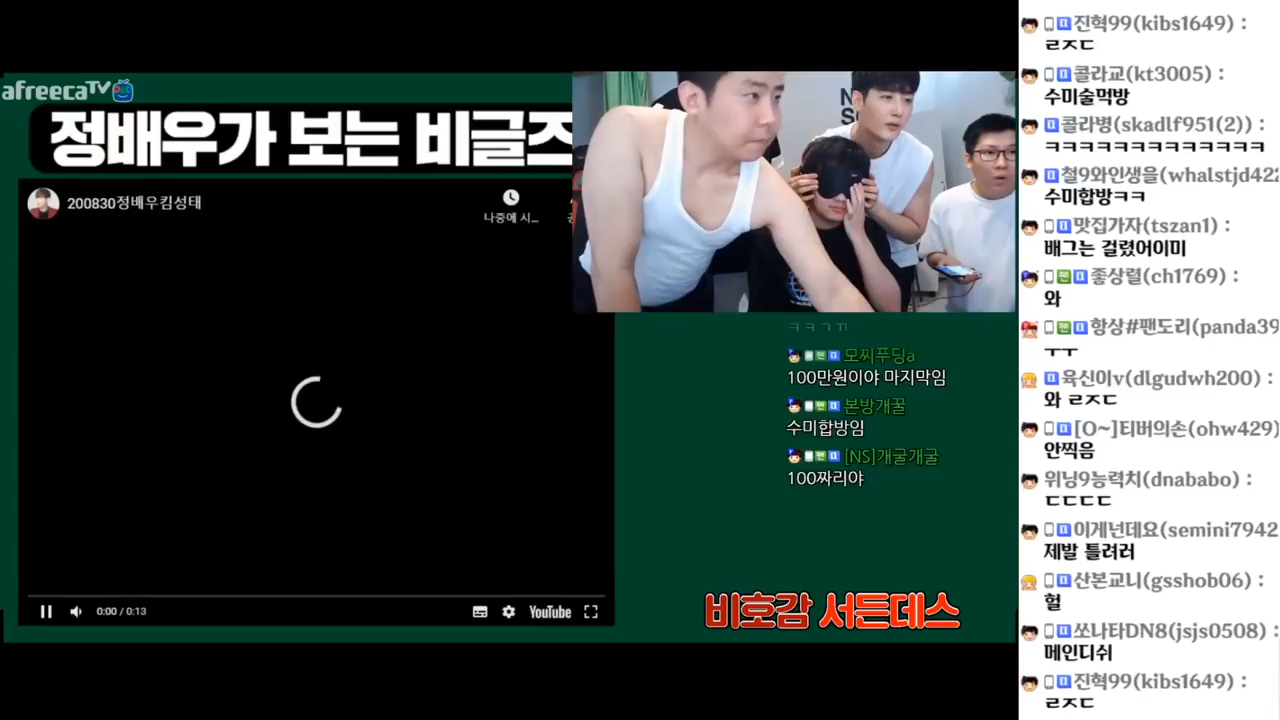 afreecaTV
정배우가 보는 비글즈
200830정배우킴성태
나중에 시...
N
S
ㅋㅋㄱㄲ
모찌푸딩a
100만원이야 마지막임
본방개꿀
수미합방임
[NS]개굴개굴
100짜리야
0:00 / 0:13
YouTube
비호감 서든데스
진혁99(kibs1649) :
ㄹㅈㄷ
콜라교(kt3005) :
수미술먹방
콜라병(skadlf951(2)) :
ㅋㅋㅋㅋㅋㅋㅋㅋㅋㅋㅋㅋㅋ
철9와인생을(whalstjd422
수미합방ㅋㅋ
맛집가자(tszan1) :
배그는 걸렸어이미
좋상렬(ch1769) :
와
항상#팬도리(panda39
ㅜㅜ
육신이v(dlgudwh200) :
와 ㄹㅈㄷ
[O~]티버의손(ohw429) :
안찍음
위닝9능력치(dnababo) :
ㄷㄷㄷㄷ
이게넌데요(semini7942
제발 틀려러
산본교니(gsshob06) :
헐
쏘나타DN8(jsjs0508) :
메인디쉬
진혁99(kibs1649) :
ㄹㅈㄷ